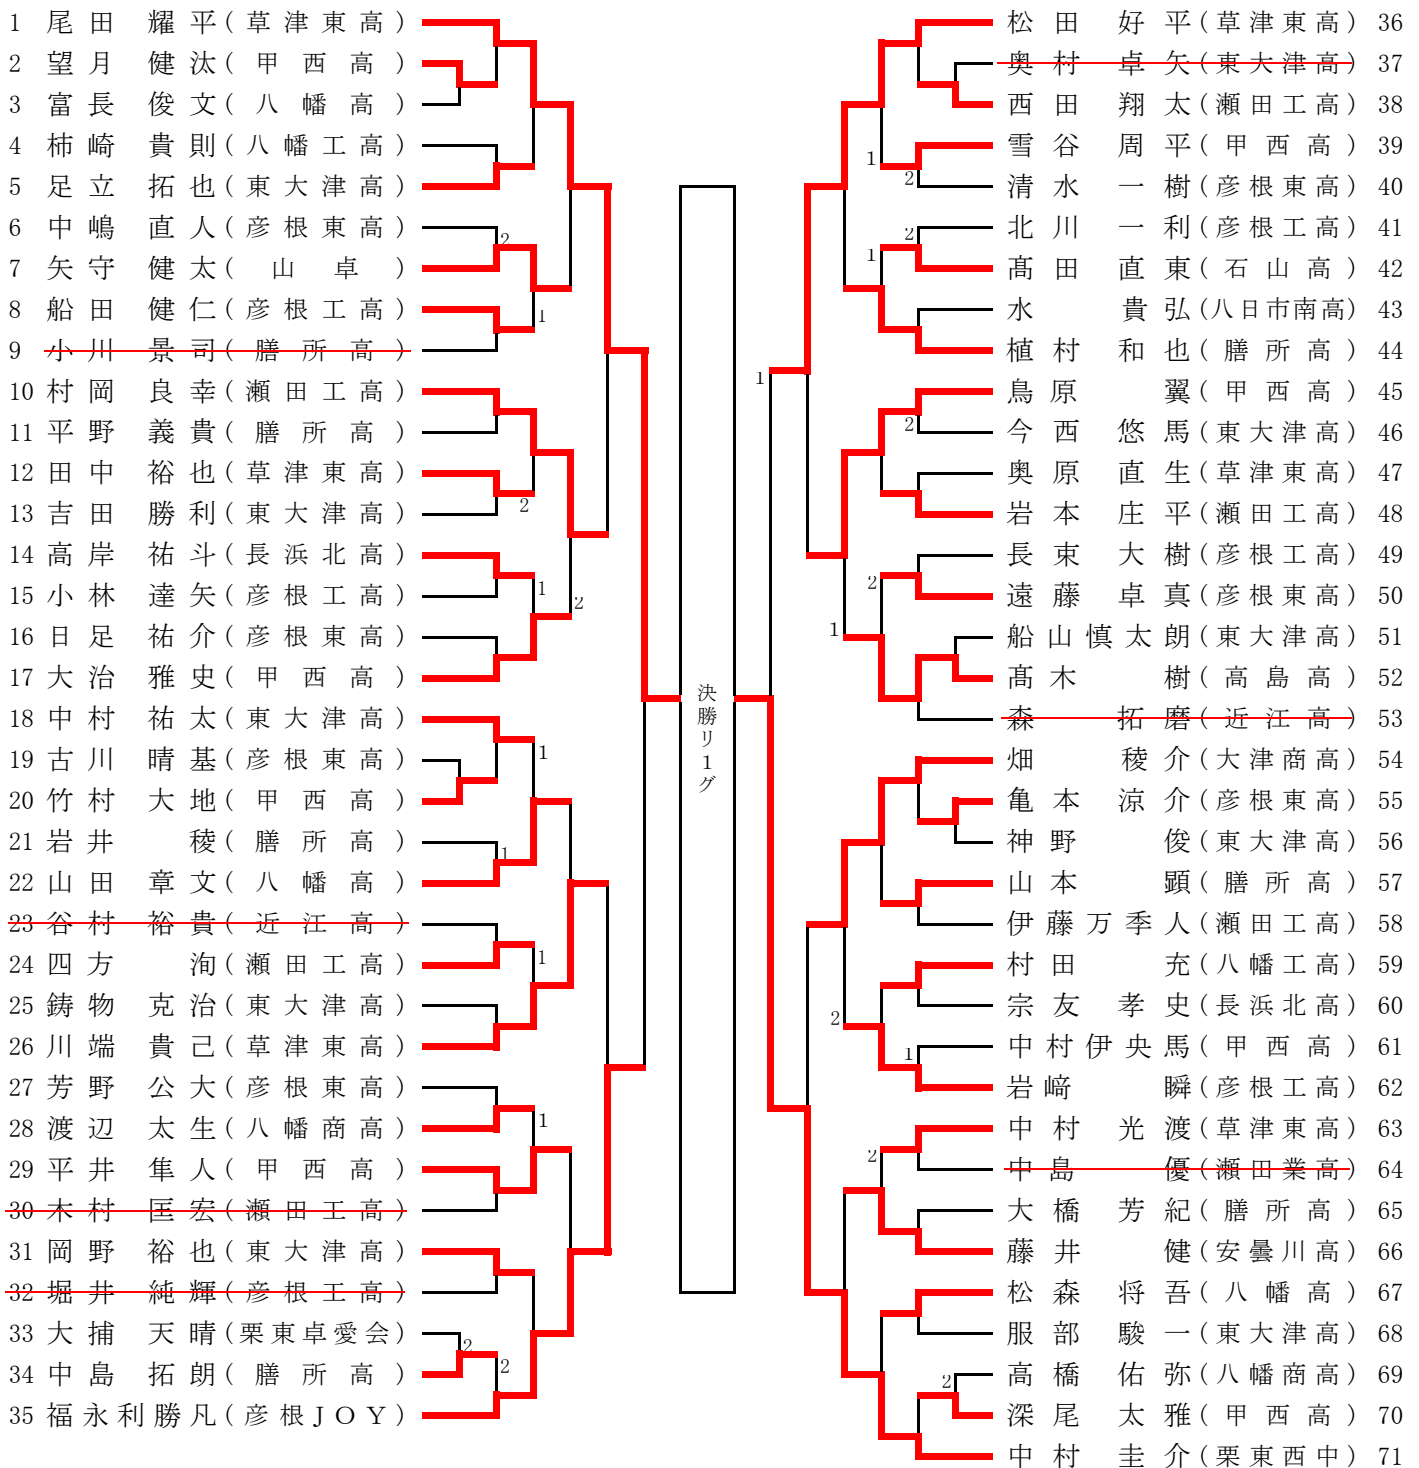 1 尾田 耀平(草津東高)
2 望月 健汰(甲西高)
3 富長 俊文(八幡高)
4 柿崎 貴則(八幡工高)
5 足立 拓也(東大津高)
6 中嶋 直人(彦根東高)
7 矢守 健太(山卓)
8 船田 健仁(彦根工高)
9 小川 景司(膳所高)
10 村岡 良幸(瀬田工高)
11 平野 義貴(膳所高)
12 田中 裕也(草津東高)
13 吉田 勝利(東大津高)
14 高岸 祐斗(長浜北高)
15 小林 達矢(彦根工高)
16 日足 祐介(彦根東高)
17 大治 雅史(甲西高)
18 中村 祐太(東大津高)
19 古川 晴基(彦根東高)
20 竹村 大地(甲西高)
21 岩井 稜(膳所高)
22 山田 章文(八幡高)
23 谷村 裕貴(近江高)
24 四方 洵(瀬田工高)
25 鋳物 克治(東大津高)
26 川端 貴己(草津東高)
27 芳野 公大(彦根東高)
28 渡辺 太生(八幡商高)
29 平井 隼人(甲西高)
30 木村 匡宏(瀬田工高)
31 岡野 裕也(東大津高)
32 堀井 純輝(彦根工高)
33 大捕 天晴(栗東卓愛会)
34 中島 拓朗(膳所高)
35 福永利勝凡(彦根JOY)
2
1
2
1
2
1
1
1
1
2
2
決勝リ1グ
1
1
2
2
1
2
2
1
2
1
2
2
松田 好平(草津東高) 36
奥村 卓矢(東大津高) 37
西田 翔太(瀬田工高) 38
雪谷 周平(甲西高) 39
清水 一樹(彦根東高) 40
北川 一利(彦根工高) 41
髙田 直東(石山高) 42
水 貴弘(八日市南高) 43
植村 和也(膳所高) 44
鳥原 翼(甲西高) 45
今西 悠馬(東大津高) 46
奥原 直生(草津東高) 47
岩本 庄平(瀬田工高) 48
長東 大樹(彦根工高) 49
遠藤 卓真(彦根東高) 50
船山慎太朗(東大津高) 51
髙木 樹(高島高) 52
森 拓磨(近江高) 53
畑 稜介(大津商高) 54
亀本 涼介(彦根東高) 55
神野 俊(東大津高) 56
山本 顕(膳所高) 57
伊藤万季人(瀬田工高) 58
村田 充(八幡工高) 59
宗友 孝史(長浜北高) 60
中村伊央馬(甲西高) 61
岩﨑 瞬(彦根工高) 62
中村 光渡(草津東高) 63
中島 優(瀬田業高) 64
大橋 芳紀(膳所高) 65
藤井 健(安曇川高) 66
松森 将吾(八幡高) 67
服部 駿一(東大津高) 68
高橋 佑弥(八幡商高) 69
深尾 太雅(甲西高) 70
中村 圭介(栗東西中) 71